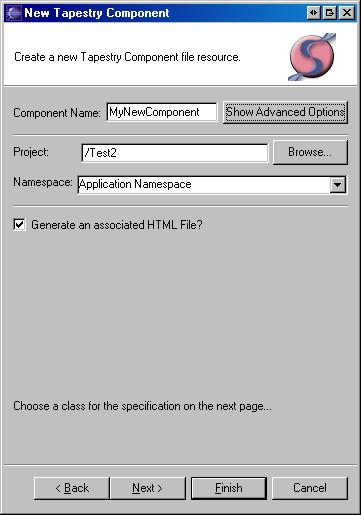 New Tapestry Component
Create a new Tapestry Component file resource.
Component Name: MyNewComponent Show Advanced Options
Project: /Test2 Browse...
Namespace: Application Namespace
Generate an associated HTML File?
Choose a class for the specification on the next page...
< Back Next > Finish Cancel